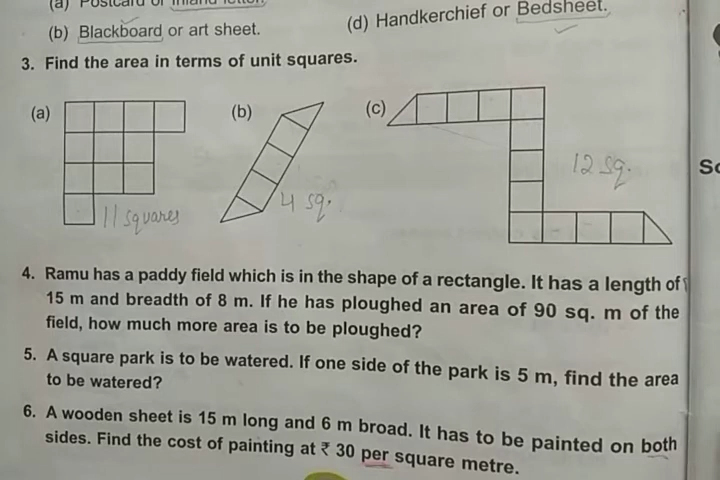 (a) Postcard or Inland letter.
(b) Blackboard or art sheet.
(d) Handkerchief or Bedsheet.
3. Find the area in terms of unit squares.
(a)
(b)
(c)
11 squares
4 sq.
12 sq.
4. Ramu has a paddy field which is in the shape of a rectangle. It has a length of
15 m and breadth of 8 m. If he has ploughed an area of 90 sq. m of the
field, how much more area is to be ploughed?
5. A square park is to be watered. If one side of the park is 5 m, find the area
to be watered?
6. A wooden sheet is 15 m long and 6 m broad. It has to be painted on both
sides. Find the cost of painting at ₹ 30 per square metre.